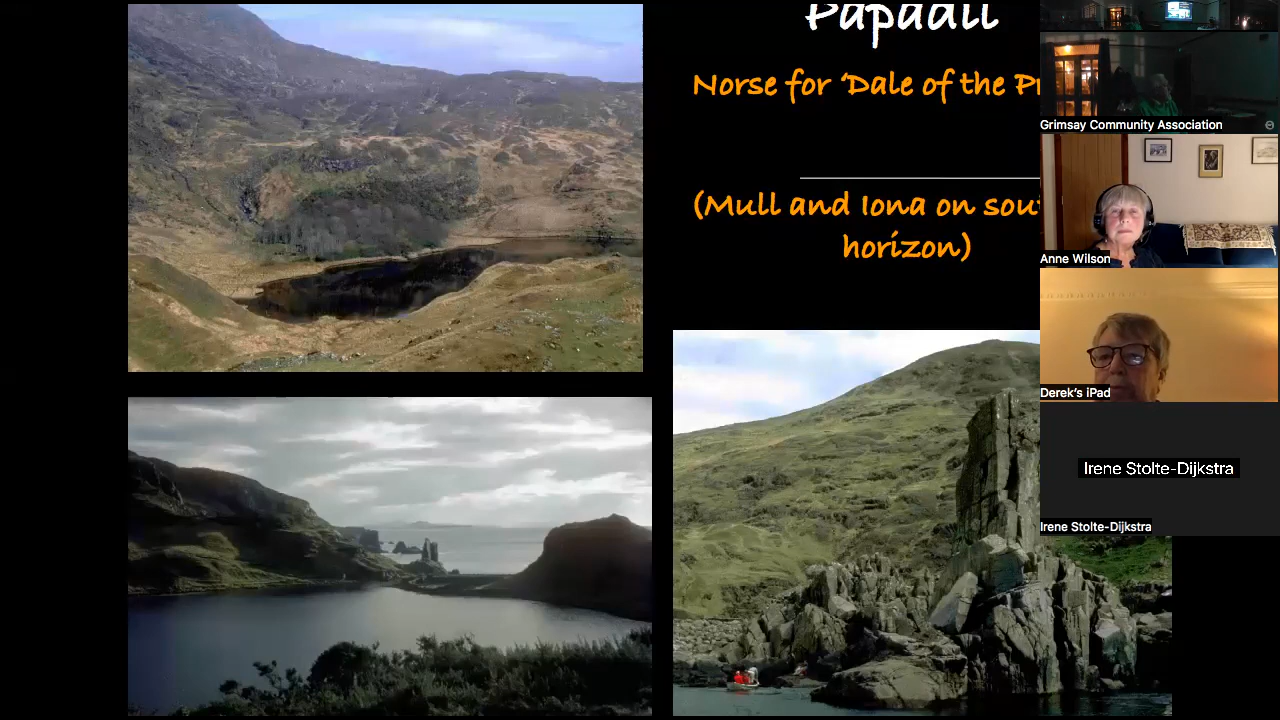 Papadil
Norse for ‘Dale of the
(Mull and Iona on
horizon)
Grimsay Community Association
Anne Wilson
Derek’s iPad
Irene Stolte-Dijkstra
Irene Stolte-Dijkstra